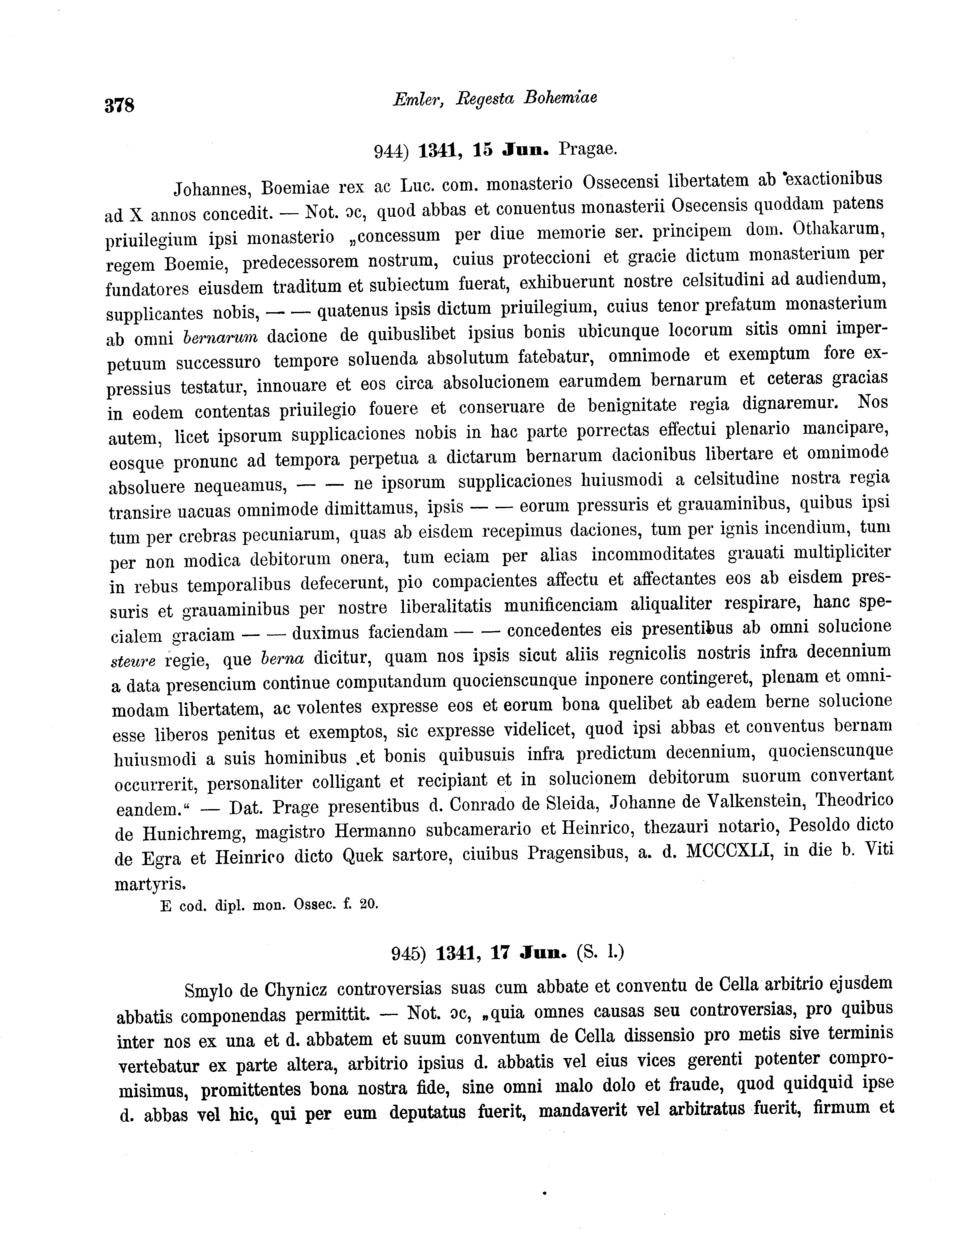 378
Emler, Regesta Bohemiae
944) 1341, 15 Jun. Pragae.
Johannes, Boemiae rex ac Luc. com. monasterio Ossecensi libertatem ab exactionibus
ad X annos concedit. — Not. ɔc, quod abbas et conuentus monasterii Osecensis quoddam patens
priuilegium ipsi monasterio „concessum per diue memorie ser. principem dom. Othakarum,
regem Boemie, predecessorem nostrum, cuius proteccioni et gracie dictum monasterium per
fundatores eiusdem traditum et subiectum fuerat, exhibuerunt nostre celsitudini ad audiendum,
supplicantes nobis, — — quatenus ipsis dictum priuilegium, cuius tenor prefatum monasterium
ab omni bernarum dacione de quibuslibet ipsius bonis ubicunque locorum sitis omni imper-
petuum successuro tempore soluenda absolutum fatebatur, omnimode et exemptum fore ex-
pressius testatur, innouare et eos circa absolucionem earumdem bernarum et ceteras gracias
in eodem contentas priuilegio fouere et conseruare de benignitate regia dignaremur. Nos
autem, licet ipsorum supplicaciones nobis in hac parte porrectas effectui plenario mancipare,
eosque pronunc ad tempora perpetua a dictarum bernarum dacionibus libertare et omnimode
absoluere nequeamus, — — ne ipsorum supplicaciones huiusmodi a celsitudine nostra regia
transire uacuas omnimode dimittamus, ipsis — — eorum pressuris et grauaminibus, quibus ipsi
tum per crebras pecuniarum, quas ab eisdem recepimus daciones, tum per ignis incendium, tum
per non modica debitorum onera, tum eciam per alias incommoditates grauati multipliciter
in rebus temporalibus defecerunt, pio compacientes affectu et affectantes eos ab eisdem pres-
suris et grauaminibus per nostre liberalitatis munificenciam aliqualiter respirare, hanc spe-
cialem graciam — — duximus faciendam — — concedentes eis presentibus ab omni solucione
steure regie, que berna dicitur, quam nos ipsis sicut aliis regnicolis nostris infra decennium
a data presencium continue computandum quocienscunque inponere contingeret, plenam et omni-
modam libertatem, ac volentes expresse eos et eorum bona quelibet ab eadem berne solucione
esse liberos penitus et exemptos, sic expresse videlicet, quod ipsi abbas et conventus bernam
huiusmodi a suis hominibus et bonis quibusuis infra predictum decennium, quocienscunque
occurrerit, personaliter colligant et recipiant et in solucionem debitorum suorum convertant
eandem.“ — Dat. Prage presentibus d. Conrado de Sleida, Johanne de Valkenstein, Theodrico
de Hunichremg, magistro Hermanno subcamerario et Heinrico, thezauri notario, Pesoldo dicto
de Egra et Heinrico dicto Quek sartore, ciuibus Pragensibus, a. d. MCCCXLI, in die b. Viti
martyris.
E cod. dipl. mon. Ossec. f. 20.
945) 1341, 17 Jun. (S. l.)
Smylo de Chynicz controversias suas cum abbate et conventu de Cella arbitrio ejusdem
abbatis componendas permittit. — Not. ɔc, „quia omnes causas seu controversias, pro quibus
inter nos ex una et d. abbatem et suum conventum de Cella dissensio pro metis sive terminis
vertebatur ex parte altera, arbitrio ipsius d. abbatis vel eius vices gerenti potenter compro-
misimus, promittentes bona nostra fide, sine omni malo dolo et fraude, quod quidquid ipse
d. abbas vel hic, qui per eum deputatus fuerit, mandaverit vel arbitratus fuerit, firmum et